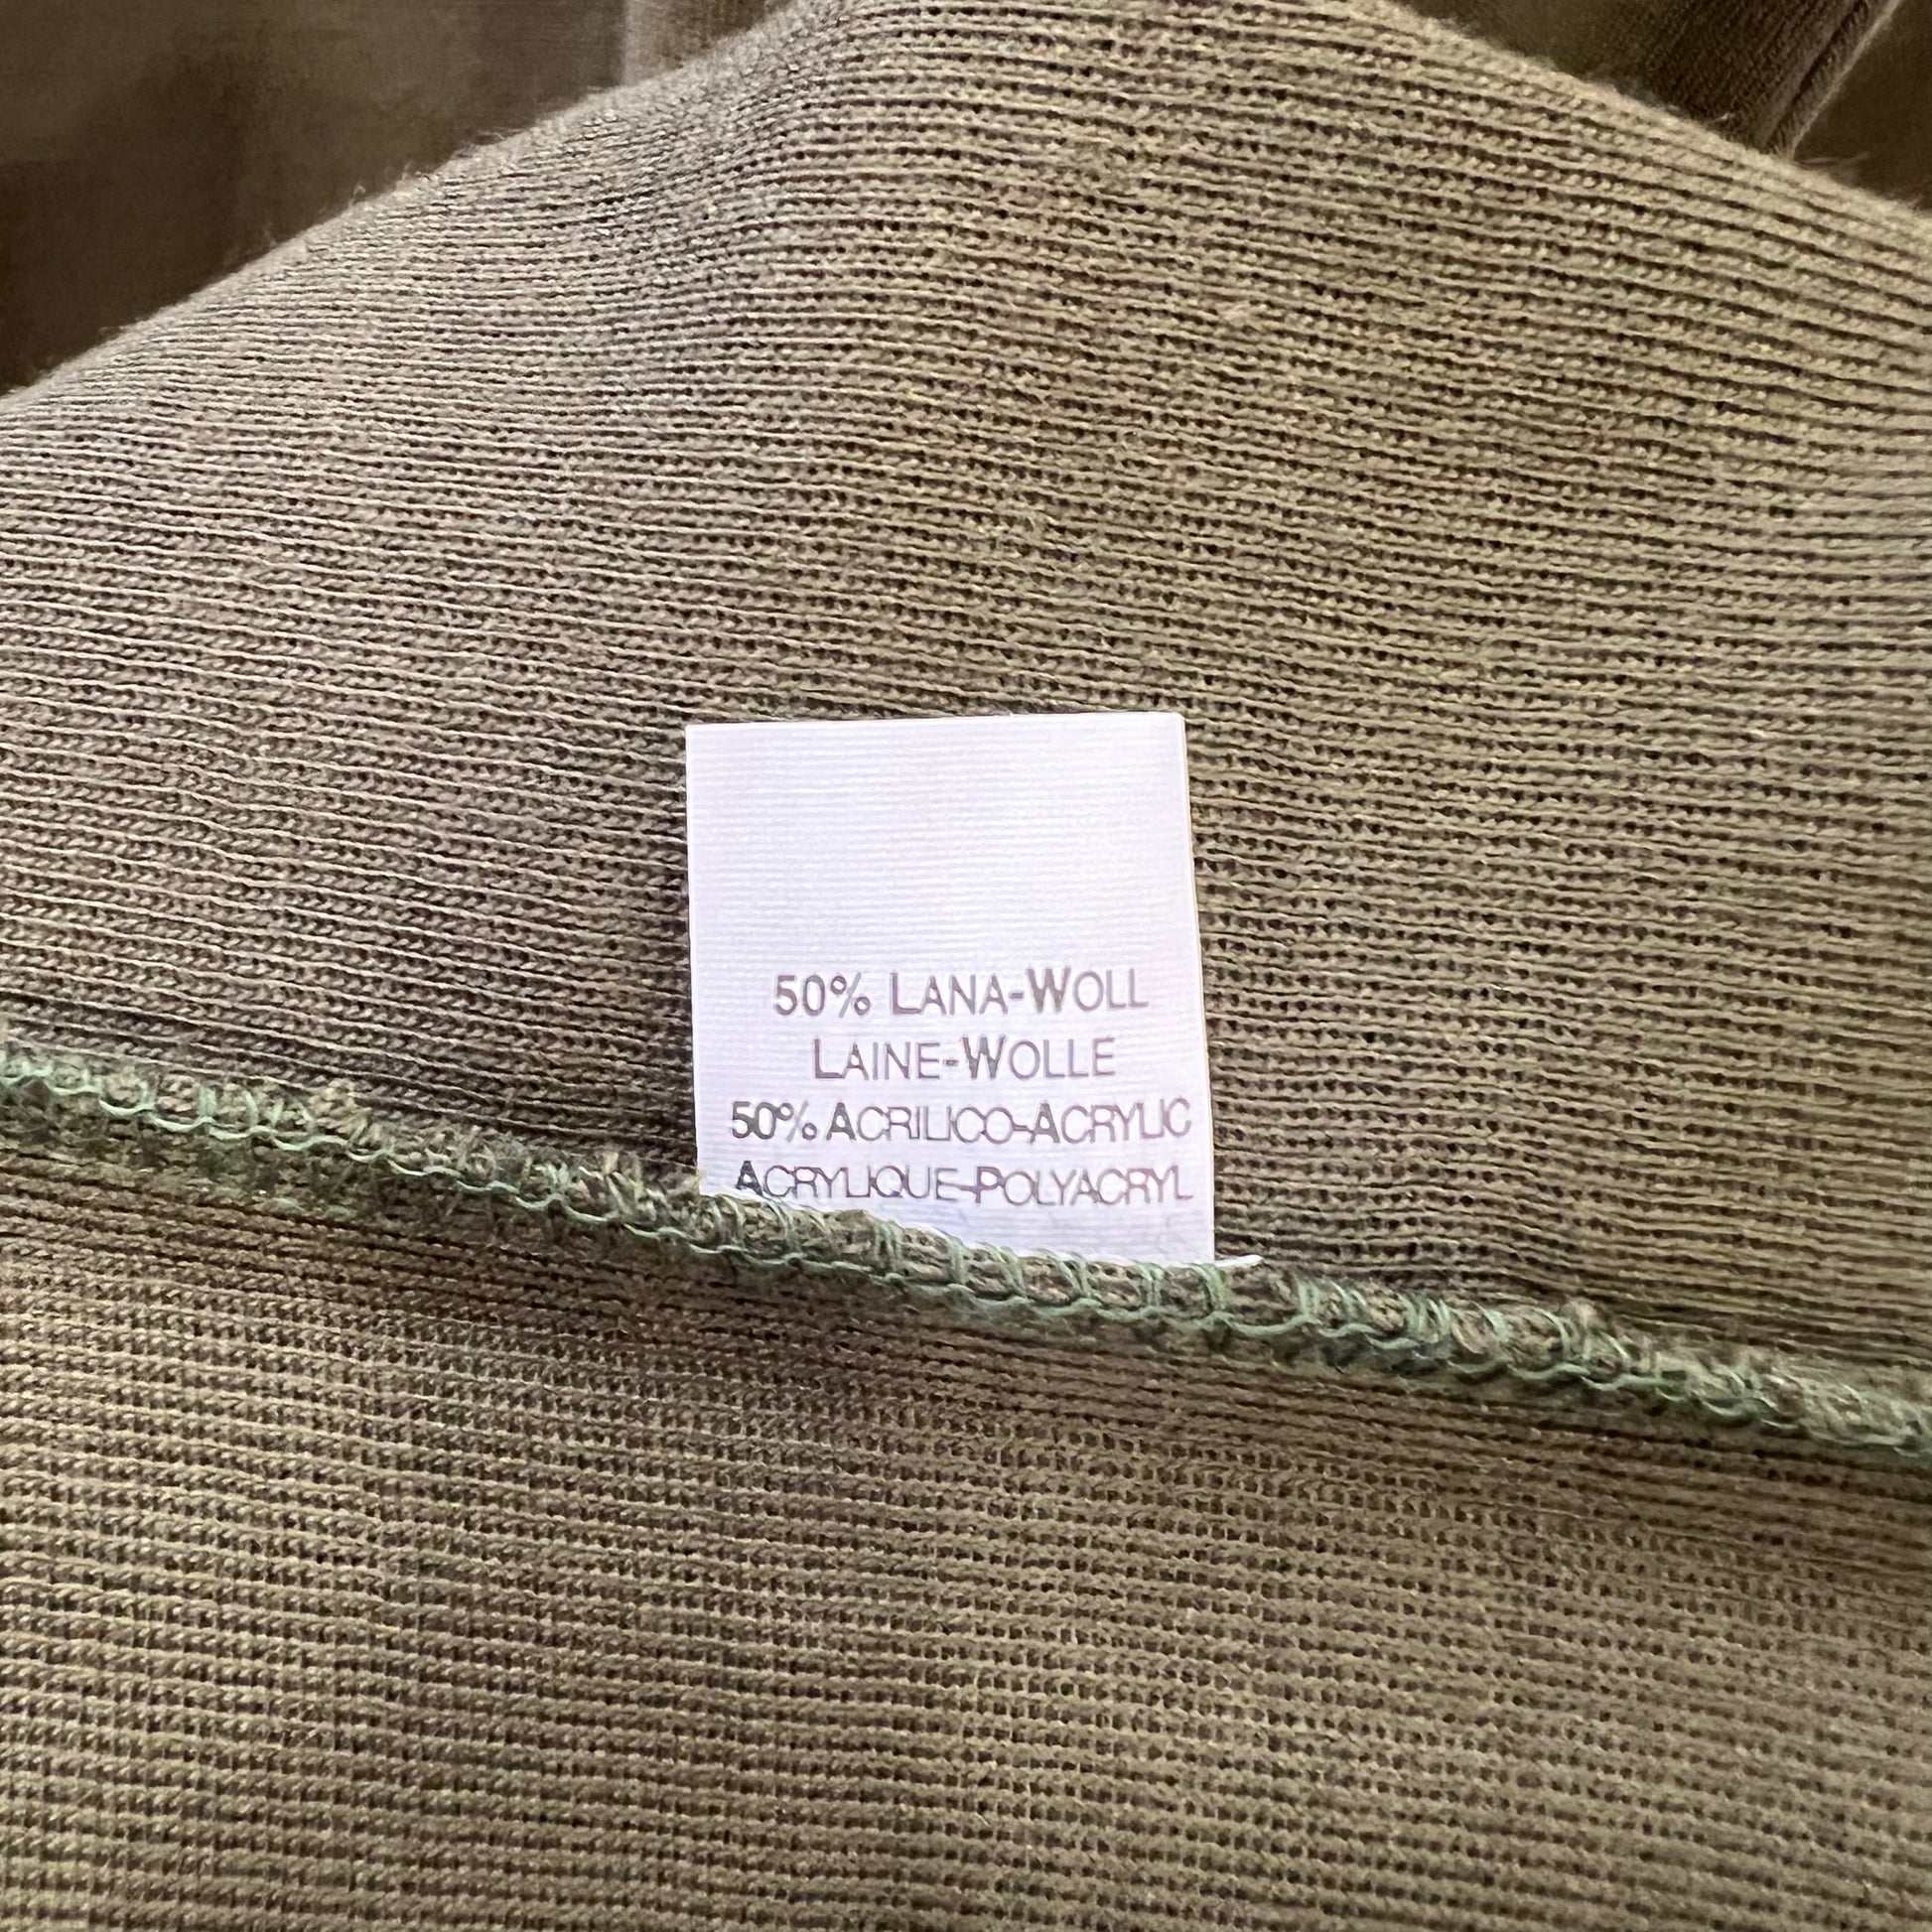 50% LANA-WOLL
LAINE-WOLLE
50% ACRILICO-ACRYLIC
ACRYLIQUE-POLYACRYL